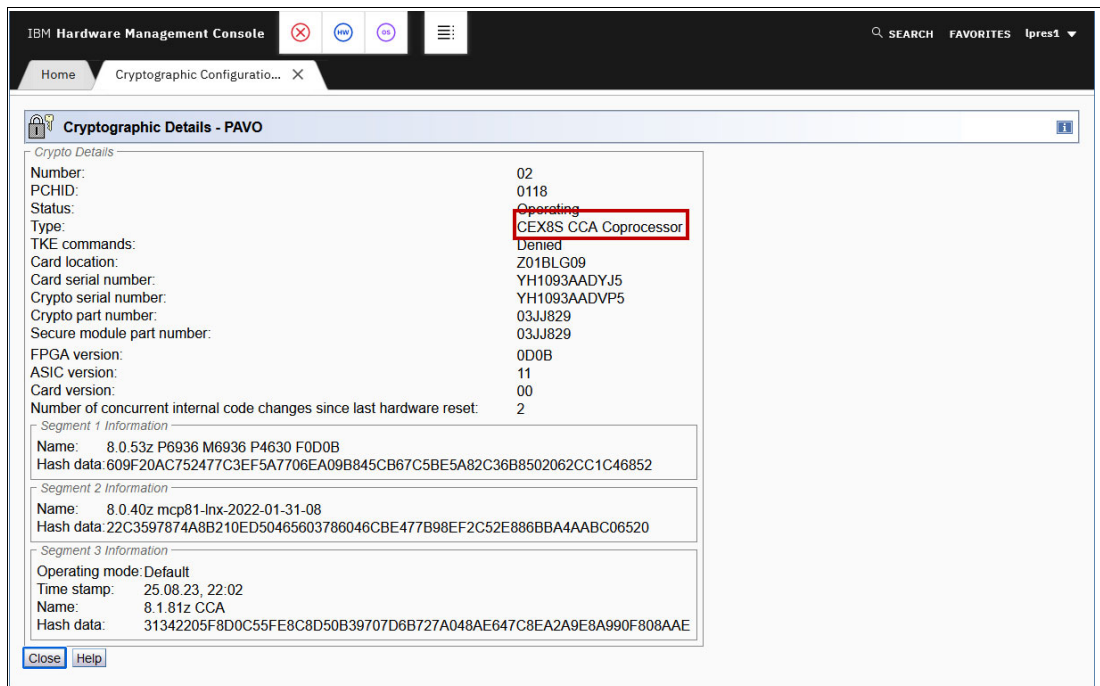 IBM Hardware Management Console HW OS SEARCH FAVORITES lpres1
Home Cryptographic Configuratio... X
Cryptographic Details - PAVO i
Crypto Details
Number: 02
PCHID: 0118
Status: Operating
Type: CEX8S CCA Coprocessor
TKE commands: Denied
Card location: Z01BLG09
Card serial number: YH1093AADYJ5
Crypto serial number: YH1093AADVP5
Crypto part number: 03JJ829
Secure module part number: 03JJ829
FPGA version: 0D0B
ASIC version: 11
Card version: 00
Number of concurrent internal code changes since last hardware reset: 2
Segment 1 Information
Name: 8.0.53z P6936 M6936 P4630 F0D0B
Hash data: 609F20AC752477C3EF5A7706EA09B845CB67C5BE5A82C36B8502062CC1C46852
Segment 2 Information
Name: 8.0.40z mcp81-lnx-2022-01-31-08
Hash data: 22C3597874A8B210ED50465603786046CBE477B98EF2C52E886BBA4AABC06520
Segment 3 Information
Operating mode: Default
Time stamp: 25.08.23, 22:02
Name: 8.1.81z CCA
Hash data: 31342205F8D0C55FE8C8D50B39707D6B727A048AE647C8EA2A9E8A990F808AAE
Close Help